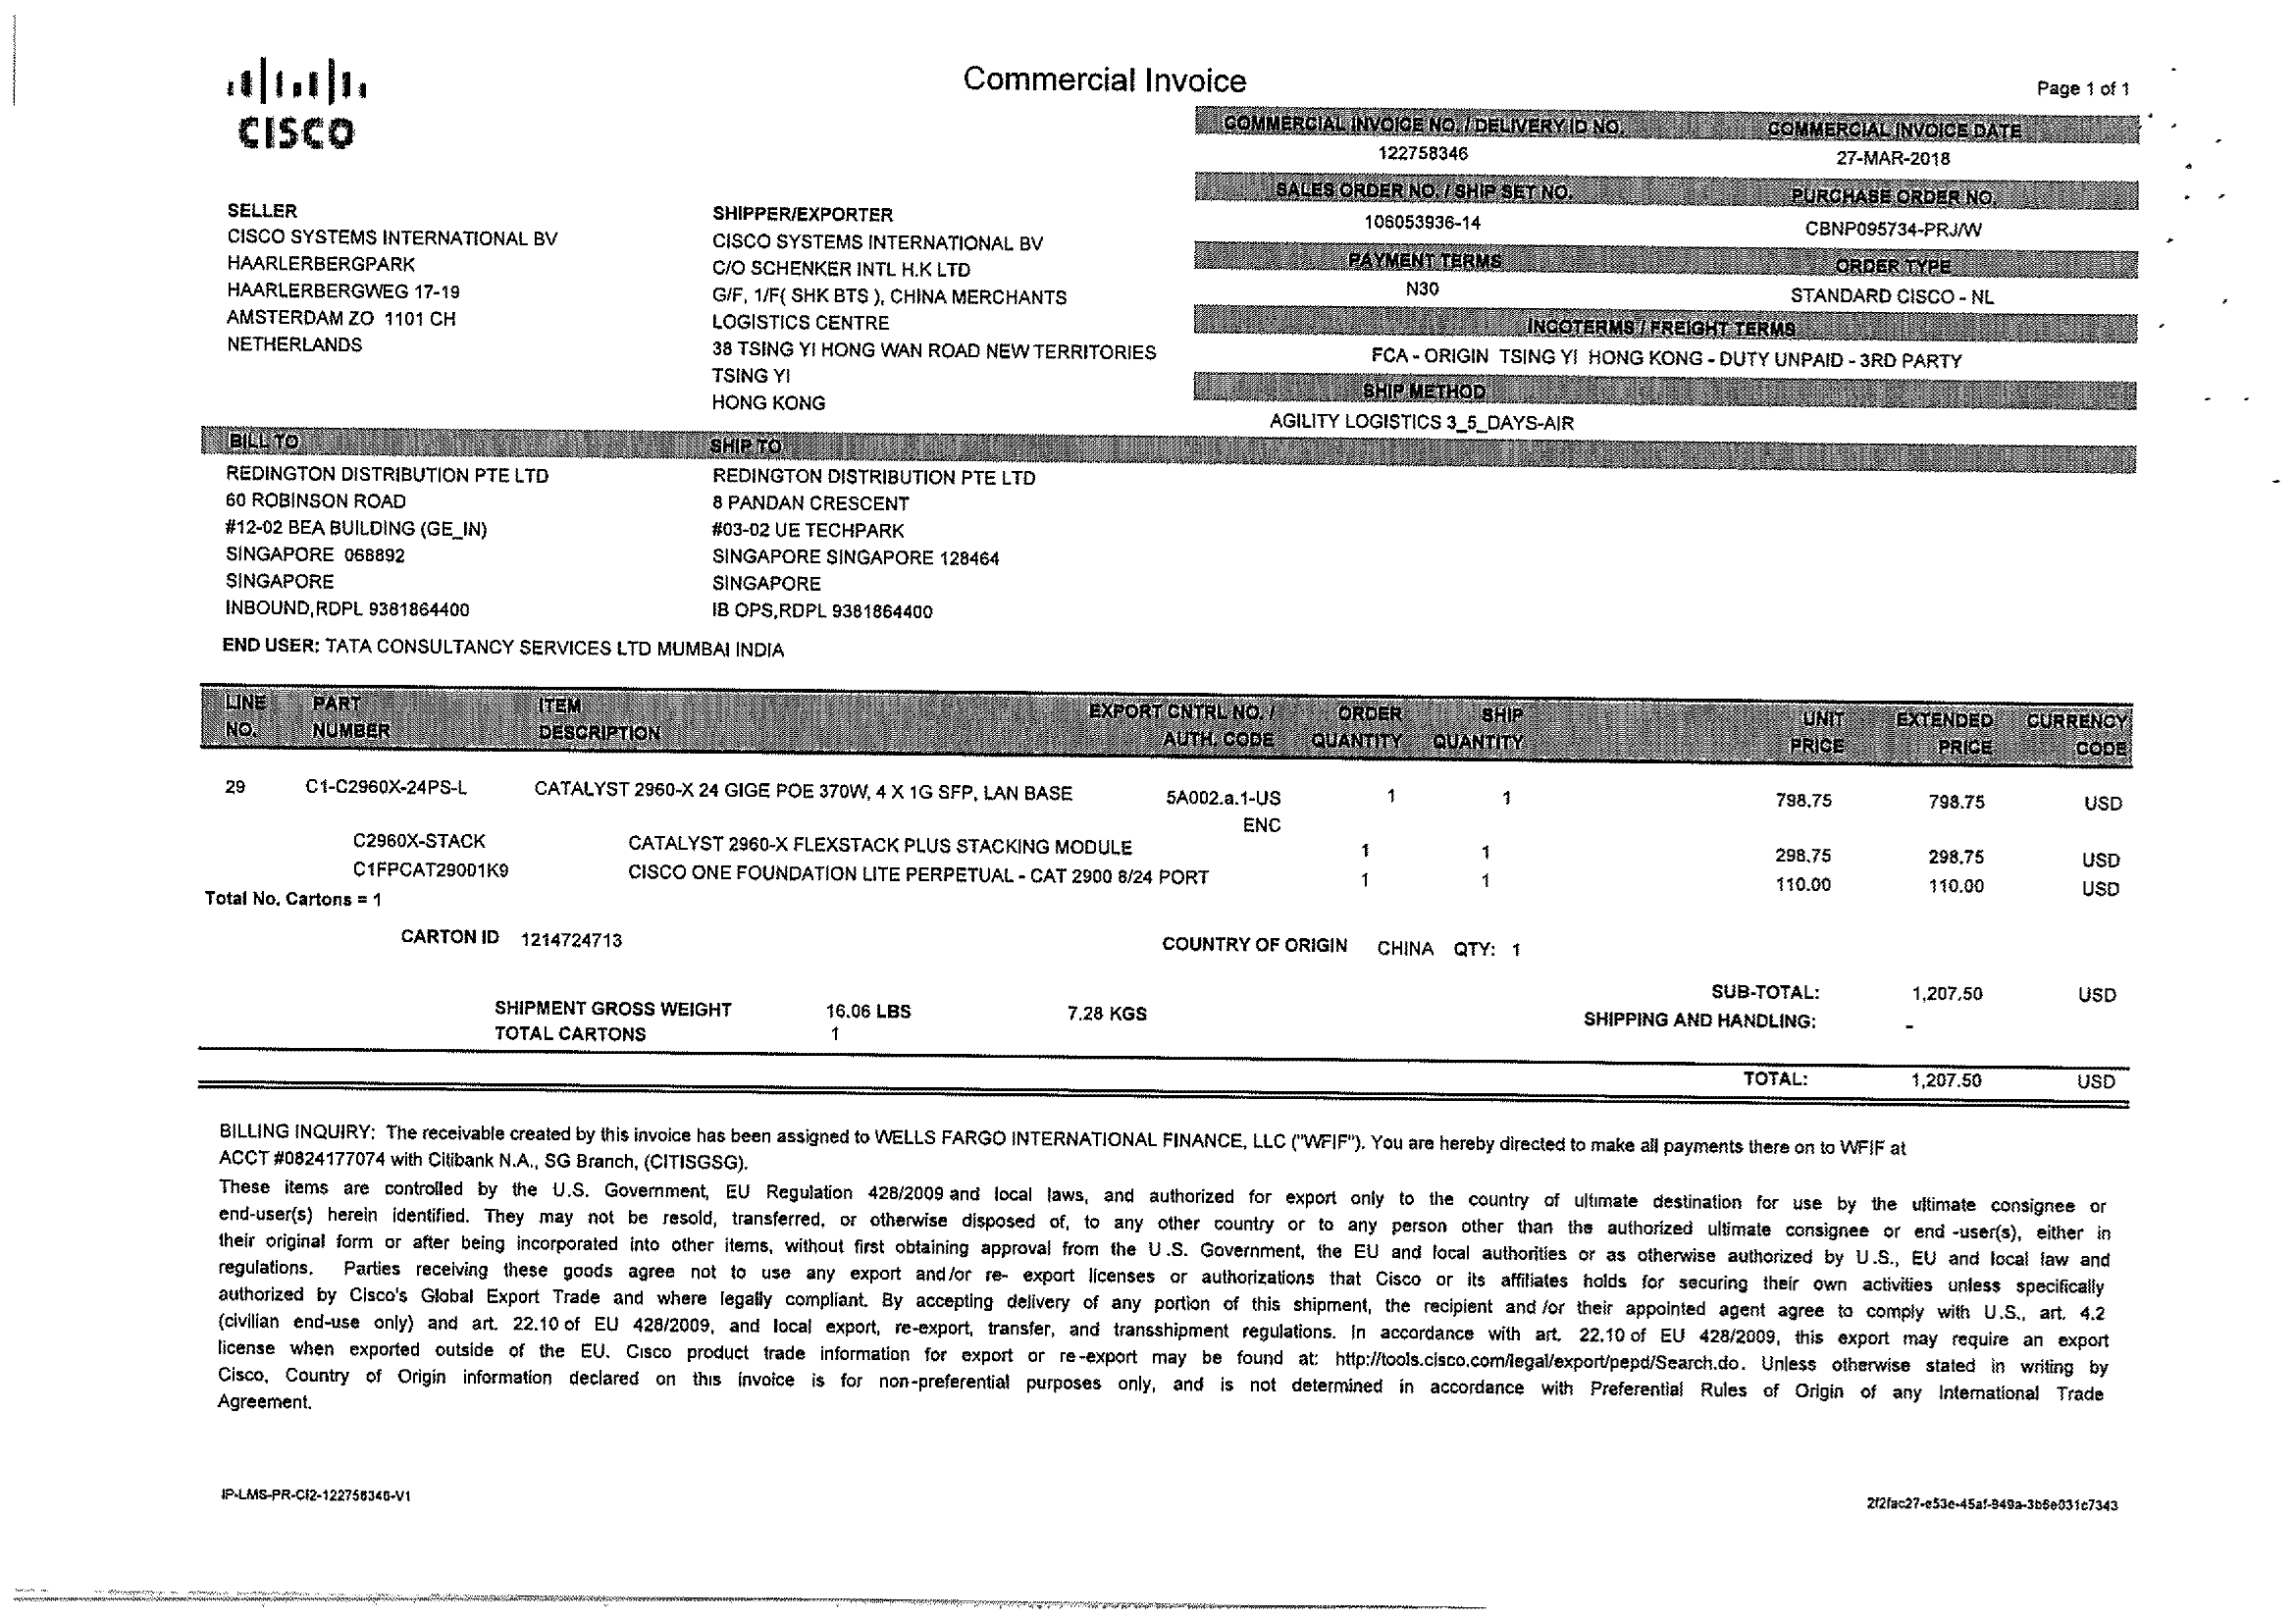 CISCO
Commercial Invoice
Page 1 of 1
COMMERCIAL INVOICE NO. / DELIVERY ID NO. COMMERCIAL INVOICE DATE
122758346 27-MAR-2018
SALES ORDER NO. / SHIP SET NO. PURCHASE ORDER NO.
106053936-14 CBNP095734-PRJ/W
PAYMENT TERMS ORDER TYPE
N30 STANDARD CISCO - NL
INCOTERMS / FREIGHT TERMS
FCA - ORIGIN TSING YI HONG KONG - DUTY UNPAID - 3RD PARTY
SHIP METHOD
AGILITY LOGISTICS 3_5_DAYS-AIR
SELLER
CISCO SYSTEMS INTERNATIONAL BV
HAARLERBERGPARK
HAARLERBERGWEG 17-19
AMSTERDAM ZO 1101 CH
NETHERLANDS
SHIPPER/EXPORTER
CISCO SYSTEMS INTERNATIONAL BV
C/O SCHENKER INTL H.K LTD
G/F, 1/F( SHK BTS ), CHINA MERCHANTS
LOGISTICS CENTRE
38 TSING YI HONG WAN ROAD NEW TERRITORIES
TSING YI
HONG KONG
BILL TO
REDINGTON DISTRIBUTION PTE LTD
60 ROBINSON ROAD
#12-02 BEA BUILDING (GE_IN)
SINGAPORE 068892
SINGAPORE
INBOUND,RDPL 9381864400
SHIP TO
REDINGTON DISTRIBUTION PTE LTD
8 PANDAN CRESCENT
#03-02 UE TECHPARK
SINGAPORE SINGAPORE 128464
SINGAPORE
IB OPS,RDPL 9381864400
END USER: TATA CONSULTANCY SERVICES LTD MUMBAI INDIA
LINE PART ITEM EXPORT CNTRL NO. / ORDER SHIP UNIT EXTENDED CURRENCY
NO. NUMBER DESCRIPTION AUTH. CODE QUANTITY QUANTITY PRICE PRICE CODE
29 C1-C2960X-24PS-L CATALYST 2960-X 24 GIGE POE 370W, 4 X 1G SFP, LAN BASE 5A002.a.1-US 1 1 798.75 798.75 USD
ENC
C2960X-STACK CATALYST 2960-X FLEXSTACK PLUS STACKING MODULE 1 1 298.75 298.75 USD
C1FPCAT29001K9 CISCO ONE FOUNDATION LITE PERPETUAL - CAT 2900 8/24 PORT 1 1 110.00 110.00 USD
Total No. Cartons = 1
CARTON ID 1214724713 COUNTRY OF ORIGIN CHINA QTY: 1
SUB-TOTAL: 1,207.50 USD
SHIPMENT GROSS WEIGHT 16.06 LBS 7.28 KGS
SHIPPING AND HANDLING: -
TOTAL CARTONS 1
TOTAL: 1,207.50 USD
BILLING INQUIRY: The receivable created by this invoice has been assigned to WELLS FARGO INTERNATIONAL FINANCE, LLC ("WFIF"). You are hereby directed to make all payments there on to WFIF at
ACCT #0824177074 with Citibank N.A., SG Branch, (CITISGSG).
These items are controlled by the U.S. Government, EU Regulation 428/2009 and local laws, and authorized for export only to the country of ultimate destination for use by the ultimate consignee or
end-user(s) herein identified. They may not be resold, transferred, or otherwise disposed of, to any other country or to any person other than the authorized ultimate consignee or end -user(s), either in
their original form or after being incorporated into other items, without first obtaining approval from the U .S. Government, the EU and local authorities or as otherwise authorized by U.S., EU and local law and
regulations. Parties receiving these goods agree not to use any export and/or re- export licenses or authorizations that Cisco or its affiliates holds for securing their own activities unless specifically
authorized by Cisco's Global Export Trade and where legally compliant. By accepting delivery of any portion of this shipment, the recipient and /or their appointed agent agree to comply with U.S., art. 4.2
(civilian end-use only) and art. 22.10 of EU 428/2009, and local export, re-export, transfer, and transshipment regulations. In accordance with art. 22.10 of EU 428/2009, this export may require an export
license when exported outside of the EU. Cisco product trade information for export or re-export may be found at: http://tools.cisco.com/legal/export/pepd/Search.do. Unless otherwise stated in writing by
Cisco, Country of Origin information declared on this invoice is for non-preferential purposes only, and is not determined in accordance with Preferential Rules of Origin of any International Trade
Agreement.
IP-LMS-PR-CI2-122758346-V1
2f2fac27-e53e-45af-949a-3b6e031c7343